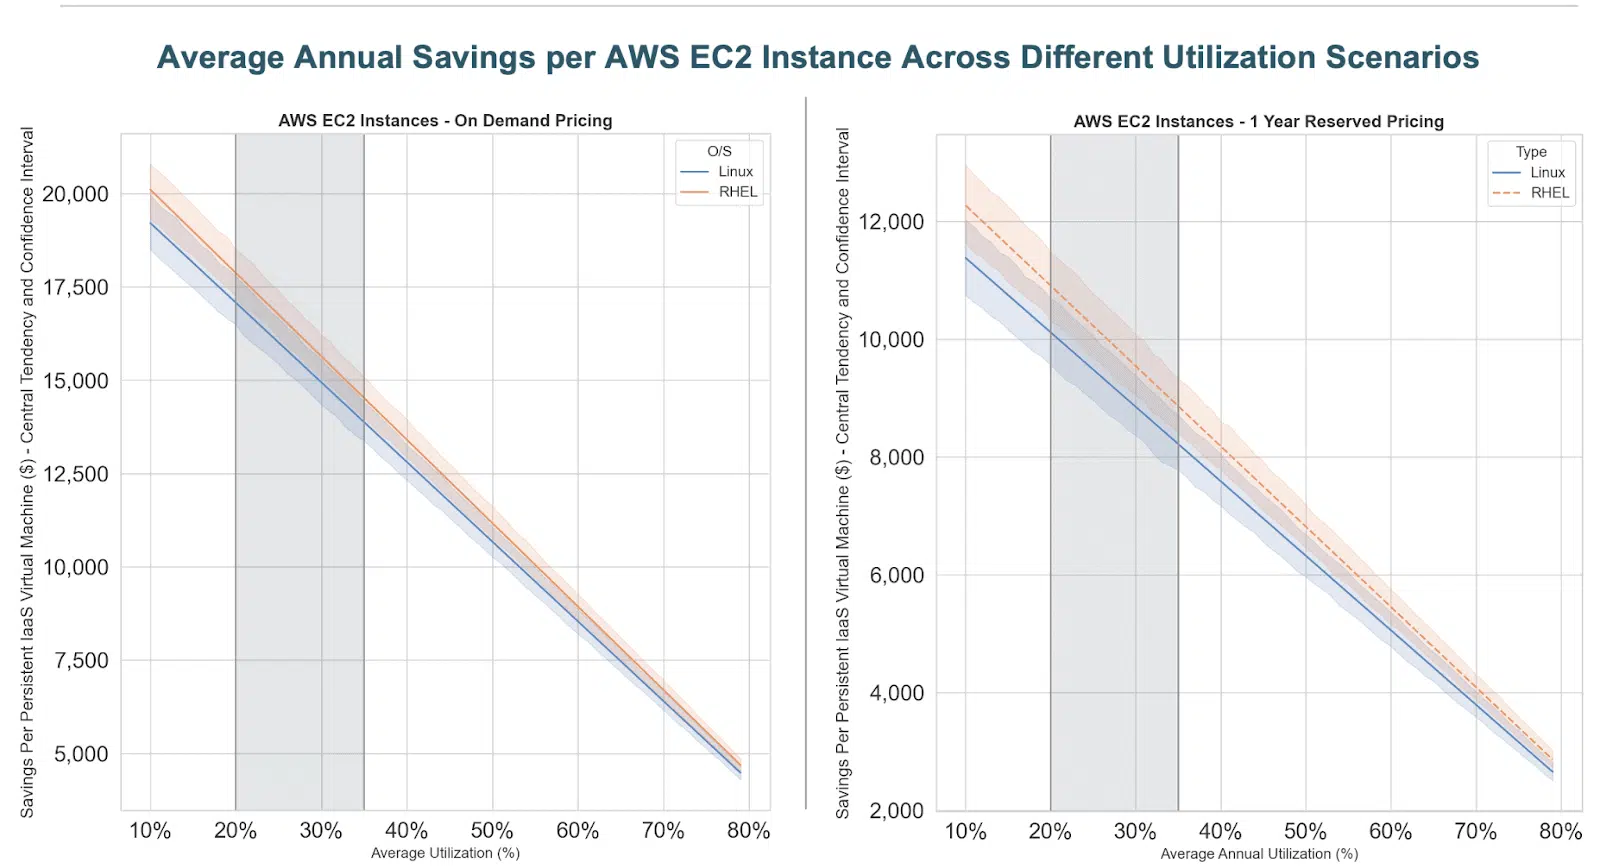 Average Annual Savings per AWS EC2 Instance Across Different Utilization Scenarios
AWS EC2 Instances - On Demand Pricing
Savings Per Persistent IaaS Virtual Machine ($) - Central Tendency and Confidence Interval
O/S
Linux
RHEL
20,000
17,500
15,000
12,500
10,000
7,500
5,000
10% 20% 30% 40% 50% 60% 70% 80%
Average Utilization (%)
AWS EC2 Instances - 1 Year Reserved Pricing
Savings Per Persistent IaaS Virtual Machine ($) - Central Tendency and Confidence Interval
Type
Linux
RHEL
12,000
10,000
8,000
6,000
4,000
2,000
10% 20% 30% 40% 50% 60% 70% 80%
Average Annual Utilization (%)